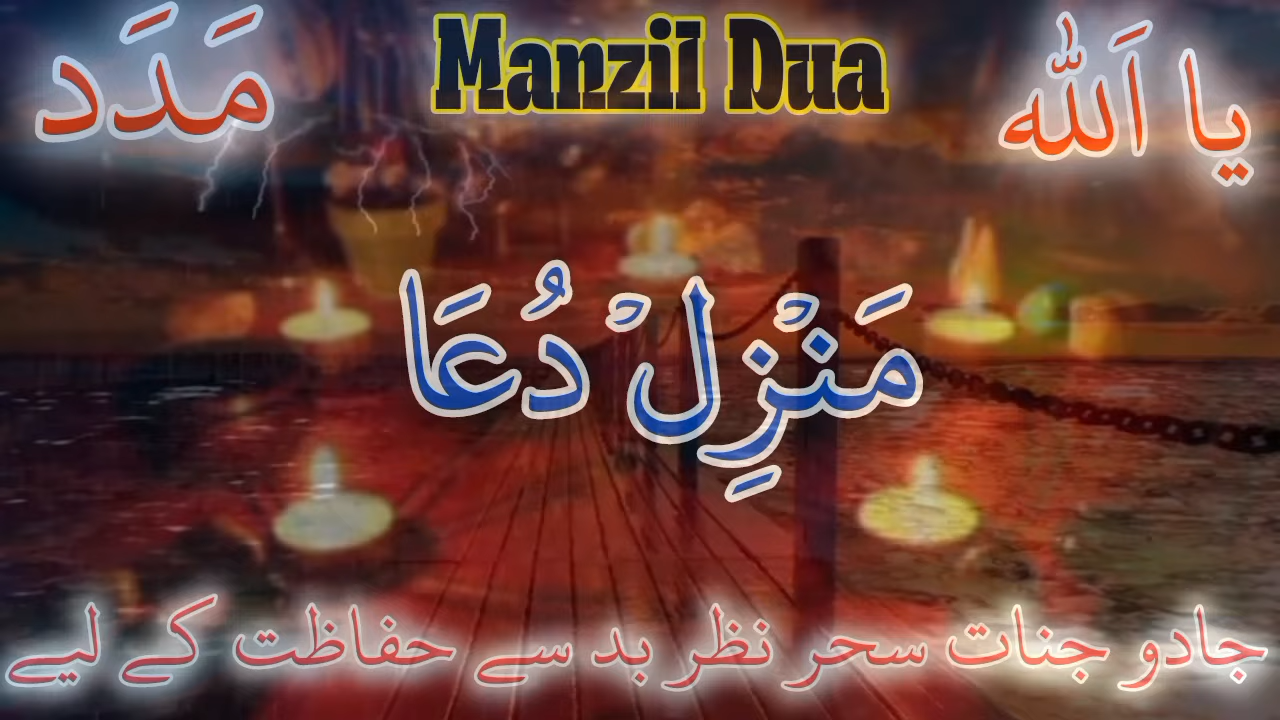 یا اَللّٰه
Manzil Dua
مَدَد
مَنْزِلْ دُعَا
جادو جنات سحر نظر بد سے حفاظت کے لیے